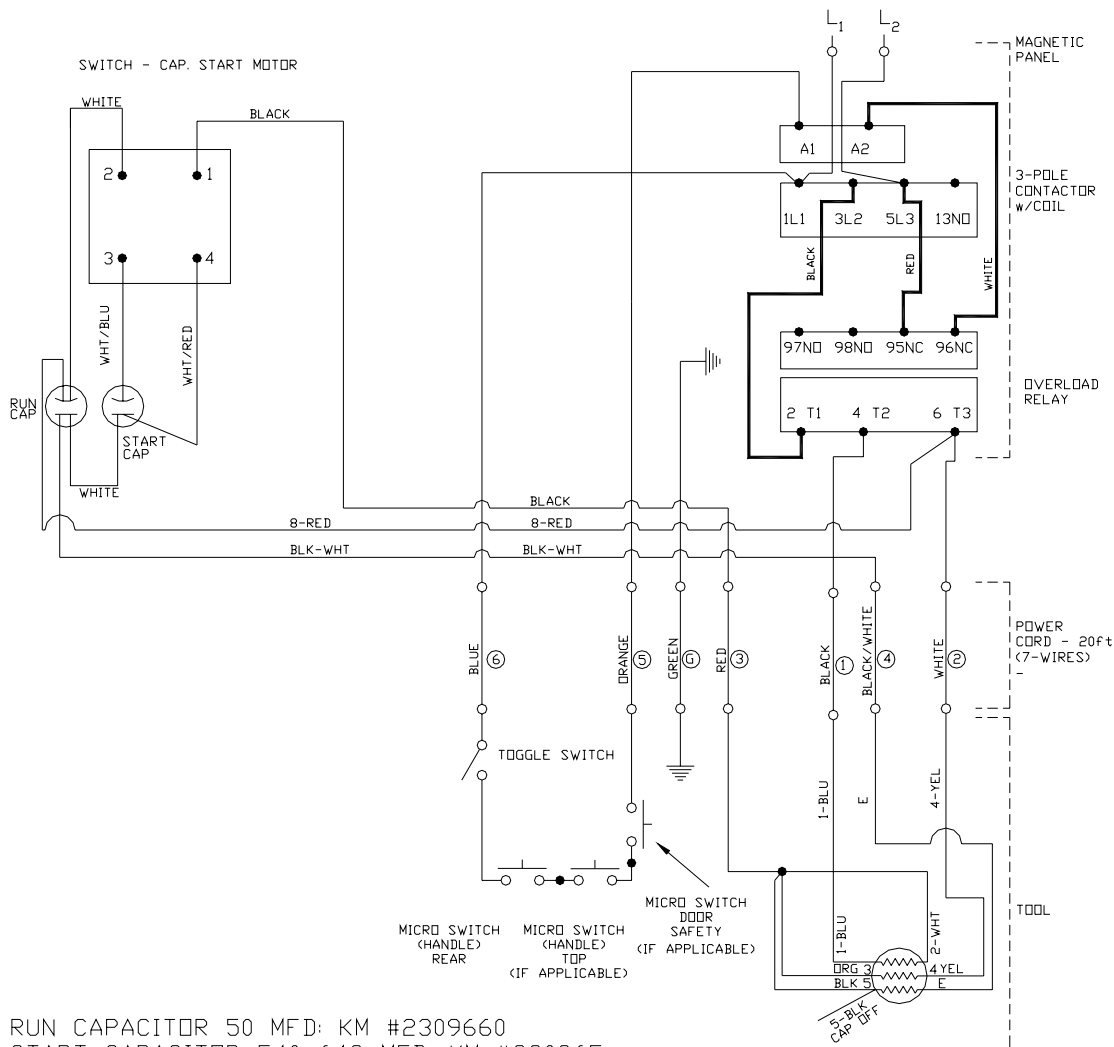 L1 L2
MAGNETIC
PANEL
SWITCH - CAP. START MOTOR
WHITE
BLACK
2 1
3 4
A1 A2
3-POLE
CONTACTOR
W/COIL
1L1 3L2 5L3 13NO
BLACK
RED
WHITE
WHT/BLU
WHT/RED
97NO 98NO 95NC 96NC
OVERLOAD
RELAY
2 T1 4 T2 6 T3
RUN
CAP
START
CAP
WHITE
BLACK
8-RED 8-RED
BLK-WHT BLK-WHT
POWER
CORD - 20ft
(7-WIRES)
-
BLUE 6
ORANGE 5
GREEN G
RED 3
BLACK 1
BLACK/WHITE 4
WHITE 2
TOGGLE SWITCH
1-BLU
E
4-YEL
MICRO SWITCH
DOOR
SAFETY
(IF APPLICABLE)
MICRO SWITCH
(HANDLE)
REAR
MICRO SWITCH
(HANDLE)
TOP
(IF APPLICABLE)
TOOL
1-BLU
2-WHT
ORG 3 4 YEL
BLK 5 E
5-BLK
CAP OFF
RUN CAPACITOR 50 MFD: KM #2309660